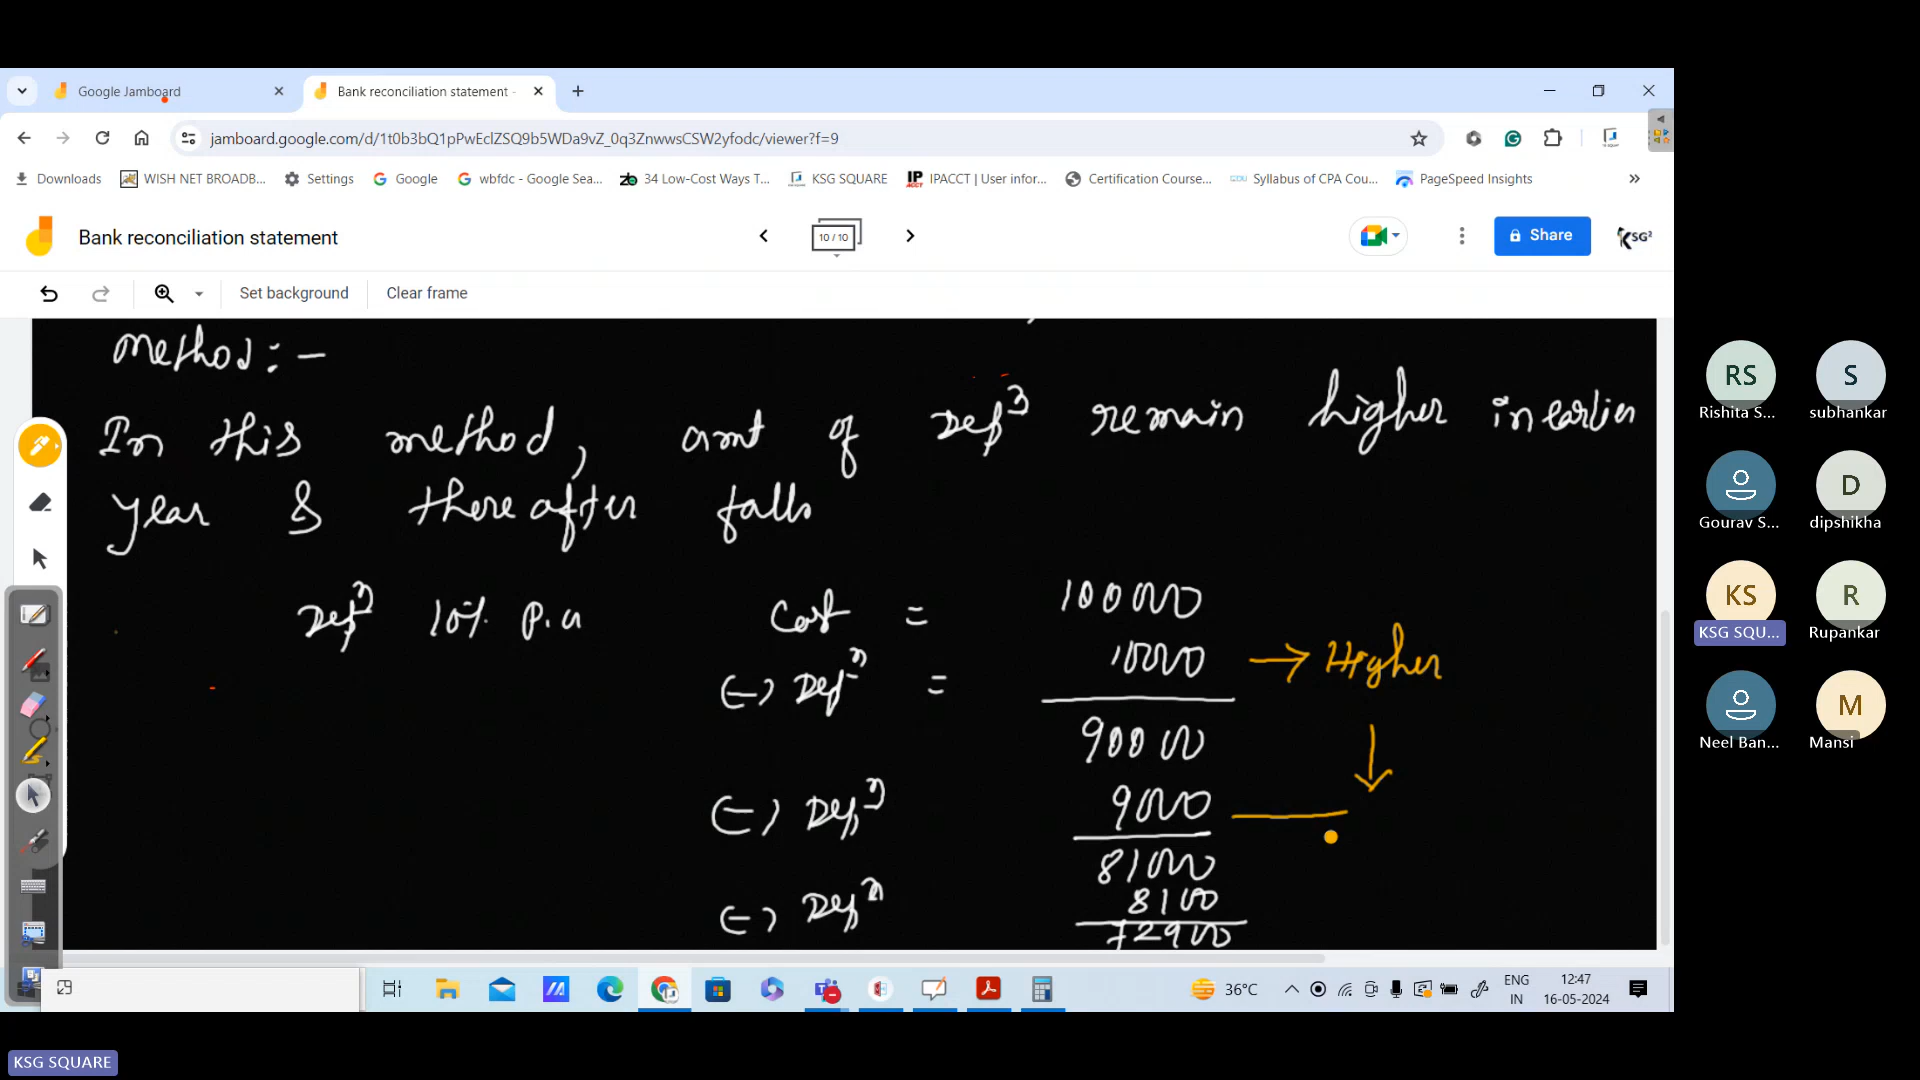 Google Jamboard
Bank reconciliation statement -
jamboard.google.com/d/1t0b3bQ1pPwEclZSQ9b5WDa9vZ_0q3ZnwwsCSW2yfodc/viewer?f=9
Downloads WISH NET BROADB... Settings Google wbfdc - Google Sea... 34 Low-Cost Ways T... KSG SQUARE IPACCT | User infor... Certification Course... Syllabus of CPA Cou... PageSpeed Insights
Bank reconciliation statement
10 / 10
Share
KSG²
Set background Clear frame
Method:-
In this method, amt of Depn remain higher in earlier
year & thereafter falls
Depn 10% P.a Cost = 100000
(-) Depn = 10000 → Higher
90000
(-) Depn 9000
81000
(-) Depn 8100
72900
RS
Rishita S...
S
subhankar
Gourav S...
D
dipshikha
KS
KSG SQU...
R
Rupankar
Neel Ban...
M
Mansi
36°C
ENG
IN
12:47
16-05-2024
KSG SQUARE